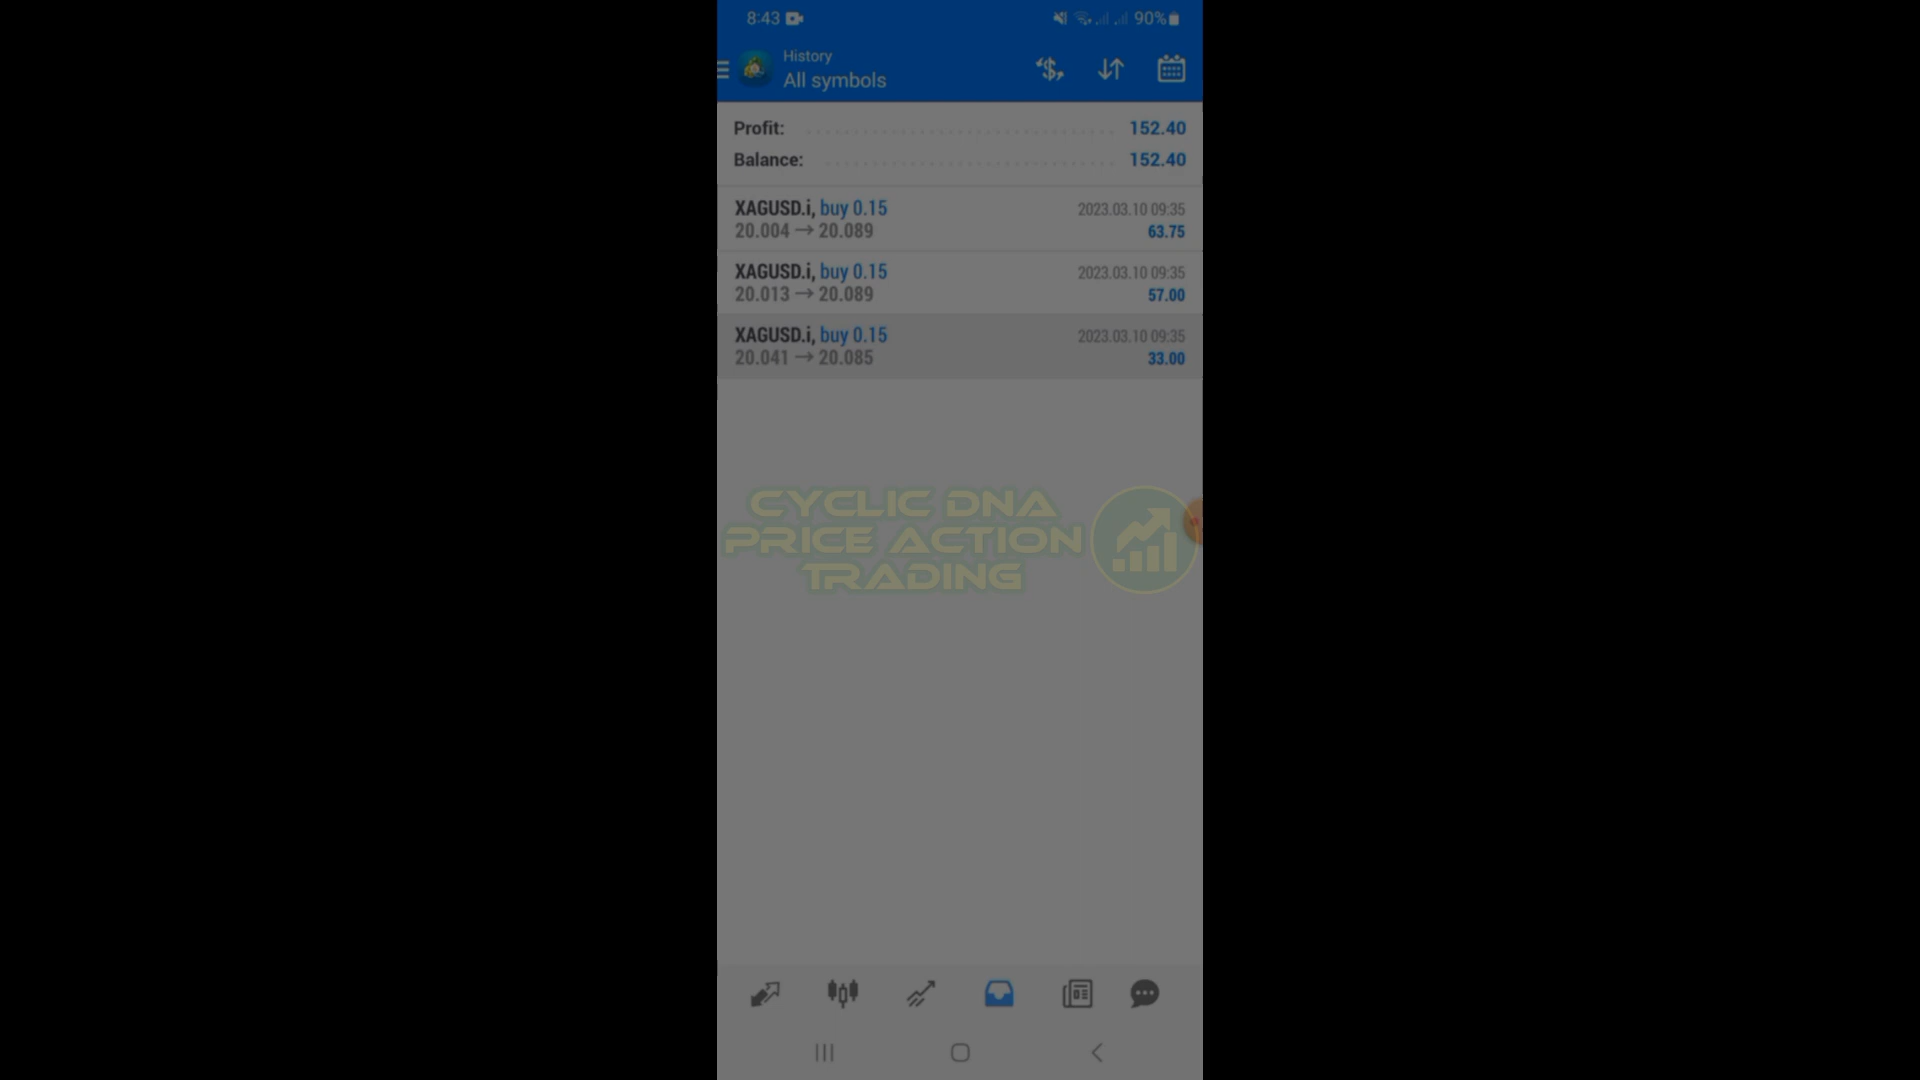 8:43 90%
History
All symbols
Profit: 152.40
Balance: 152.40
XAGUSD.i, buy 0.15 2023.03.10 09:35
20.004 → 20.089 63.75
XAGUSD.i, buy 0.15 2023.03.10 09:35
20.013 → 20.089 57.00
XAGUSD.i, buy 0.15 2023.03.10 09:35
20.041 → 20.085 33.00
CYCLIC DNA
PRICE ACTION
TRADING